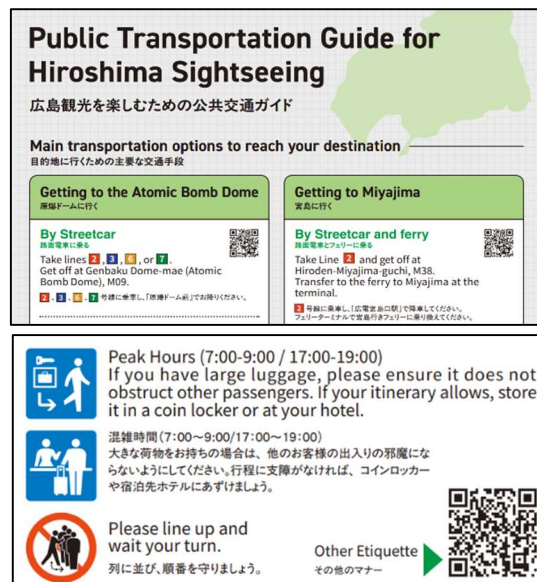 Public Transportation Guide for
Hiroshima Sightseeing
広島観光を楽しむための公共交通ガイド
Main transportation options to reach your destination
目的地に行くための主要な交通手段
Getting to the Atomic Bomb Dome
原爆ドームに行く
By Streetcar
路面電車に乗る
Take lines 2, 3, 6, or 7.
Get off at Genbaku Dome-mae (Atomic
Bomb Dome), M09.
2、3、6、7 号線に乗車し、「原爆ドーム前」でお降りください。
Getting to Miyajima
宮島に行く
By Streetcar and ferry
路面電車とフェリーに乗る
Take Line 2 and get off at
Hiroden-Miyajima-guchi, M38.
Transfer to the ferry to Miyajima at the
terminal.
2 号線に乗車し、「広電宮島口駅」で降車してください。
フェリーターミナルで宮島行きフェリーに乗り換えてください。
Peak Hours (7:00-9:00 / 17:00-19:00)
If you have large luggage, please ensure it does not
obstruct other passengers. If your itinerary allows, store
it in a coin locker or at your hotel.
混雑時間(7:00～9:00/17:00～19:00)
大きな荷物をお持ちの場合は、他のお客様の出入りの邪魔にな
らないようにしてください。行程に支障がなければ、コインロッカー
や宿泊先ホテルにあずけましょう。
Please line up and
wait your turn.
列に並び、順番を守りましょう。
Other Etiquette
その他のマナー